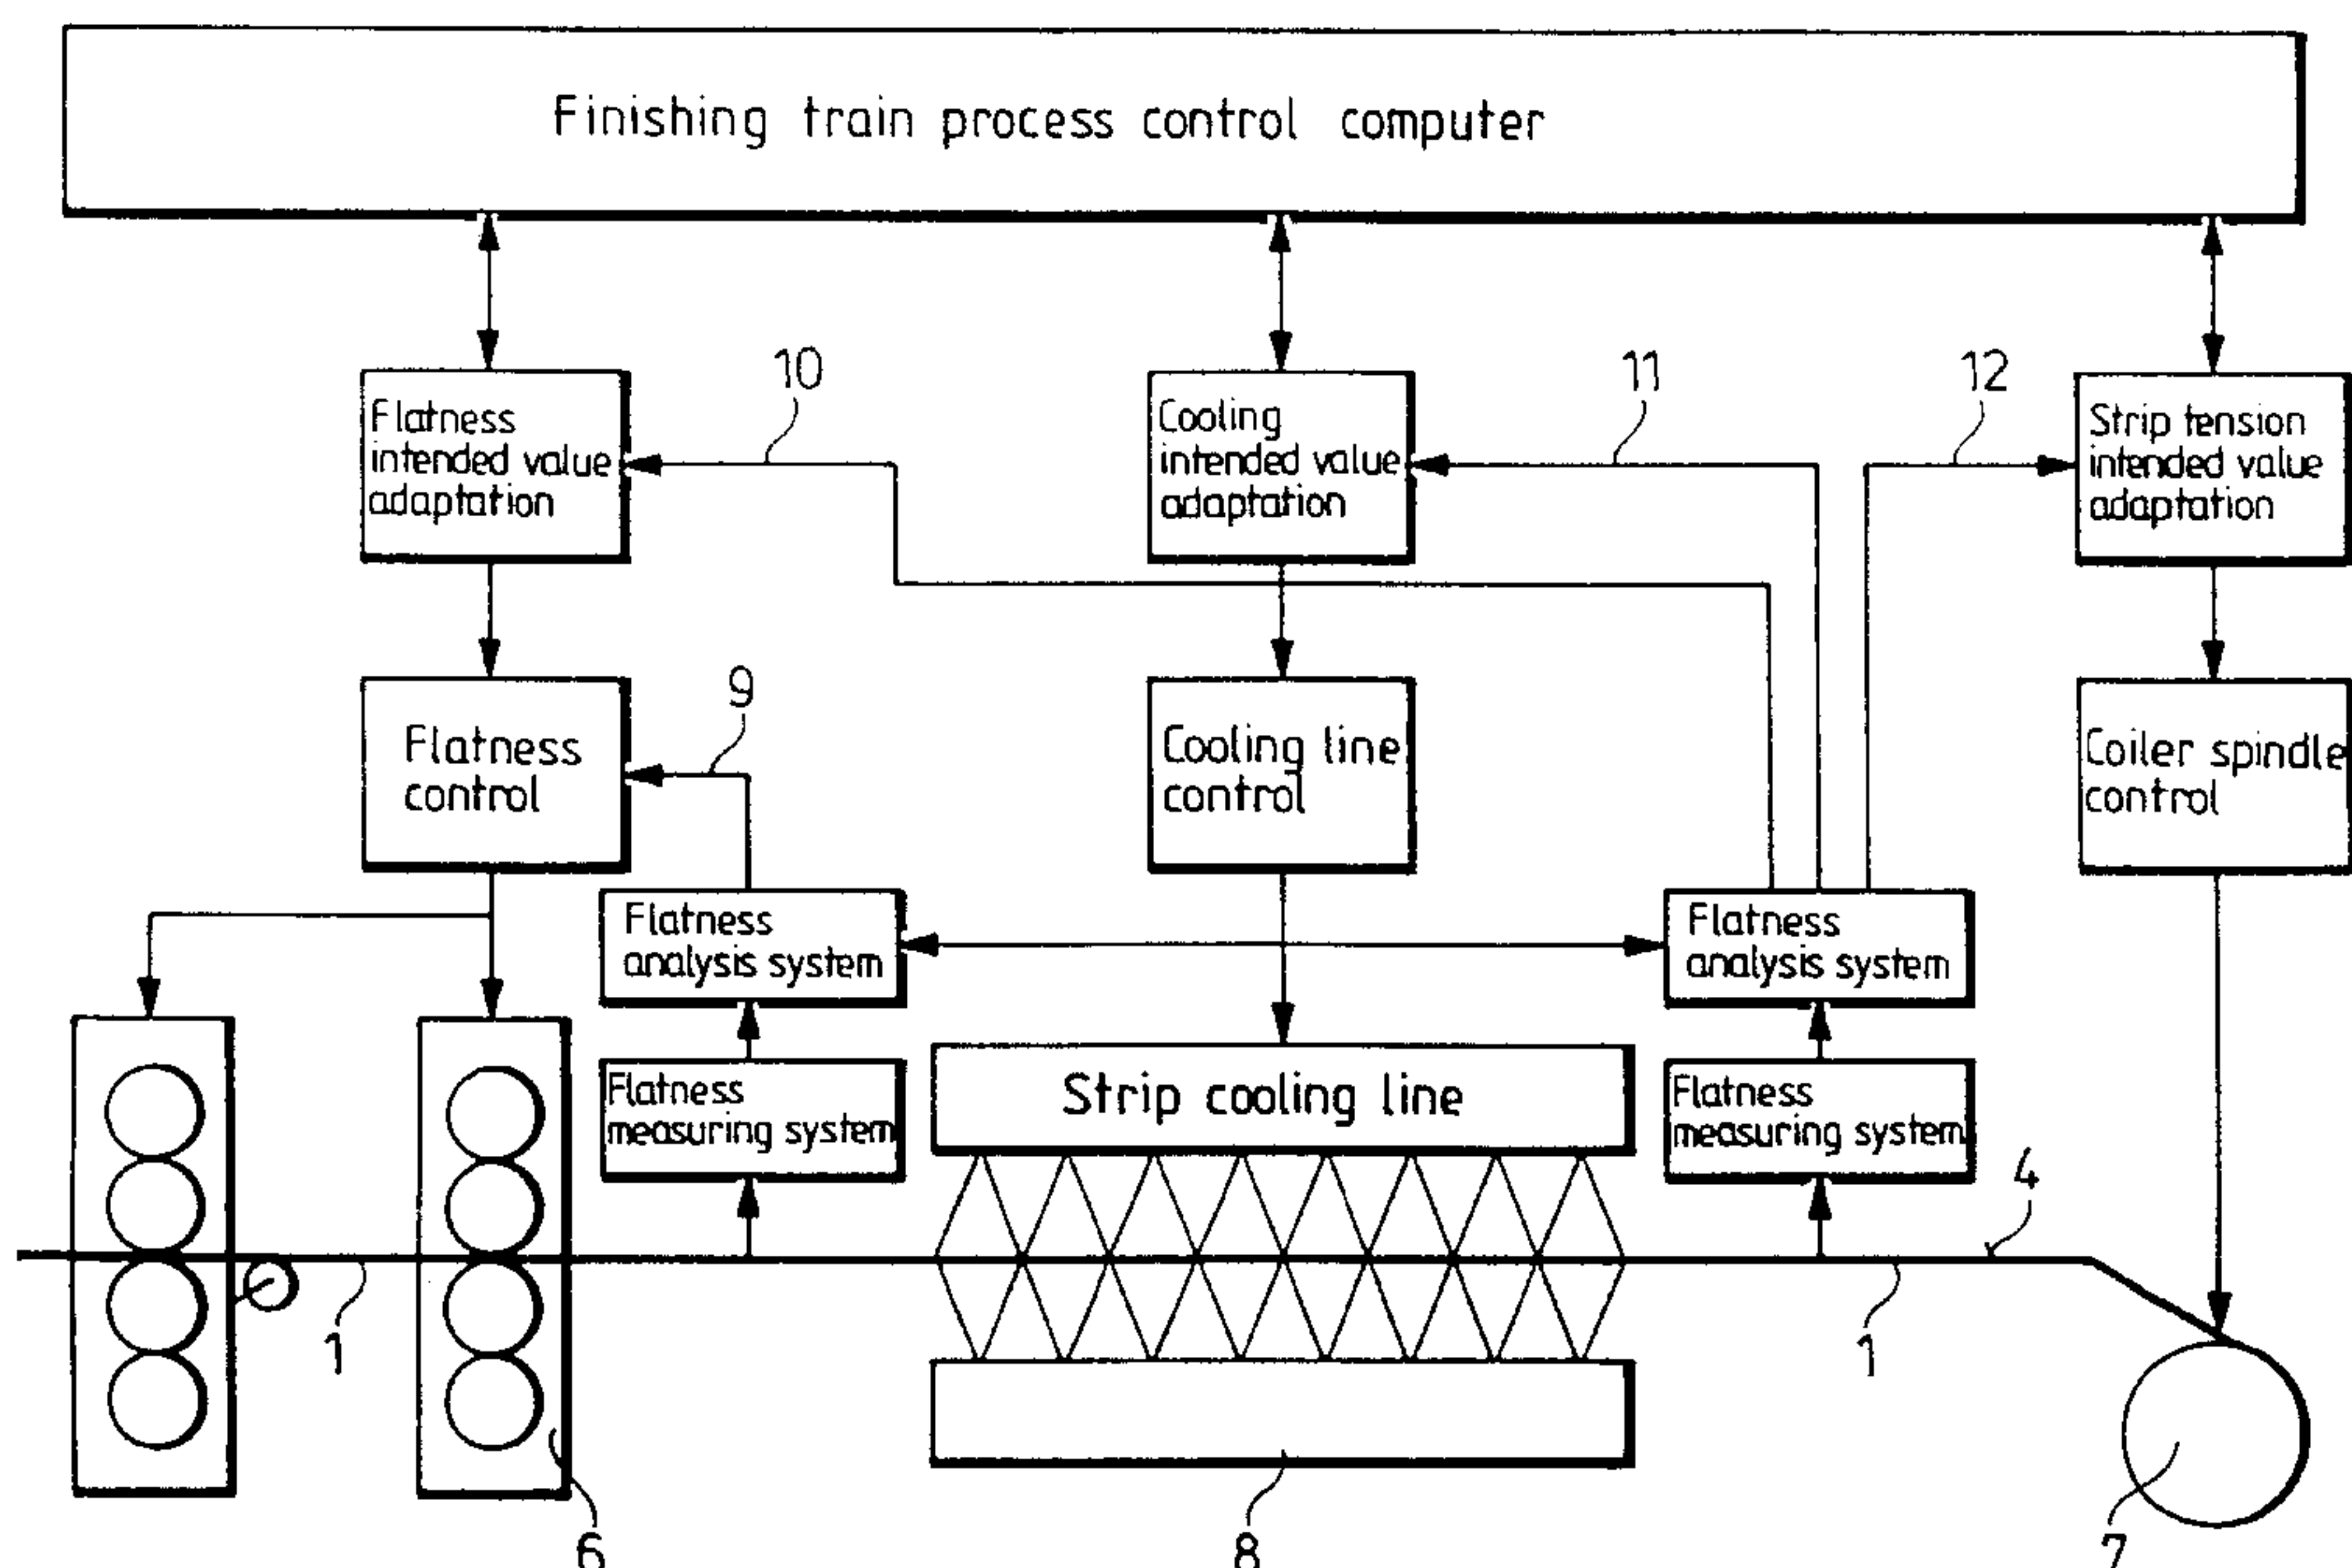 Finishing train process control computer
10
11
12
Flatness
intended value
adaptation
Cooling
intended value
adaptation
Strip tension
intended value
adaptation
9
Flatness
control
Cooling line
control
Coiler spindle
control
Flatness
analysis system
Flatness
analysis system
Flatness
measuring system
Strip cooling line
Flatness
measuring system
4
1
1
6
8
7